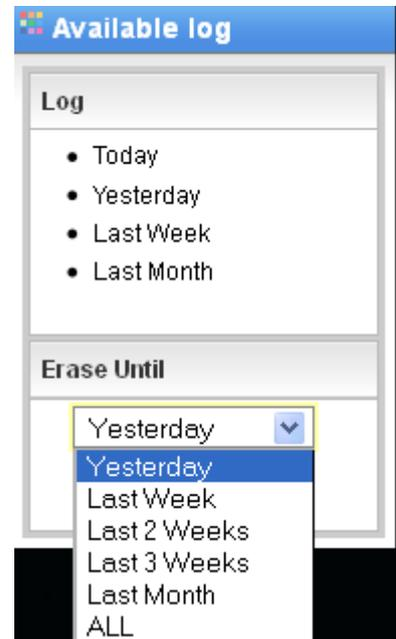 Available log
Log
Today
Yesterday
Last Week
Last Month
Erase Until
Yesterday
Yesterday
Last Week
Last 2 Weeks
Last 3 Weeks
Last Month
ALL